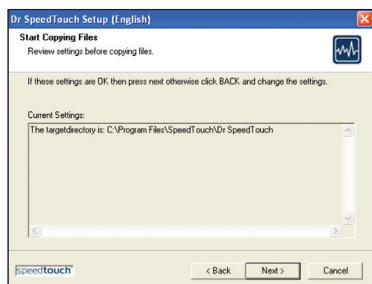 Dr SpeedTouch Setup (English)
Start Copying Files
Review settings before copying files.
If these settings are OK then press next otherwise click BACK and change the settings.
Current Settings:
The targetdirectory is: C:\Program Files\SpeedTouch\Dr SpeedTouch
speedtouch™
< Back Next > Cancel